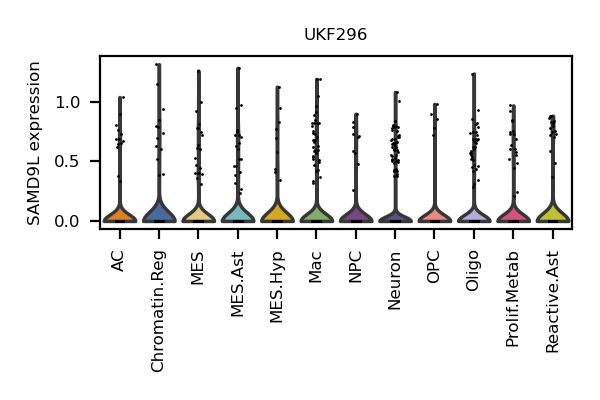 UKF296
SAMD9L expression
1.0
0.5
0.0
AC
Chromatin.Reg
MES
MES.Ast
MES.Hyp
Mac
NPC
Neuron
OPC
Oligo
Prolif.Metab
Reactive.Ast